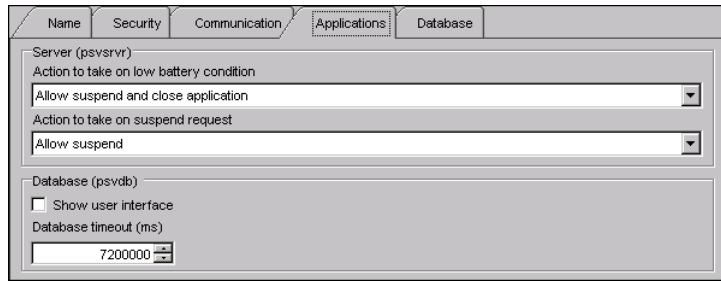 Name Security Communication Applications Database
Server (psvsrvr)
Action to take on low battery condition
Allow suspend and close application
Action to take on suspend request
Allow suspend
Database (psvdb)
Show user interface
Database timeout (ms)
7200000